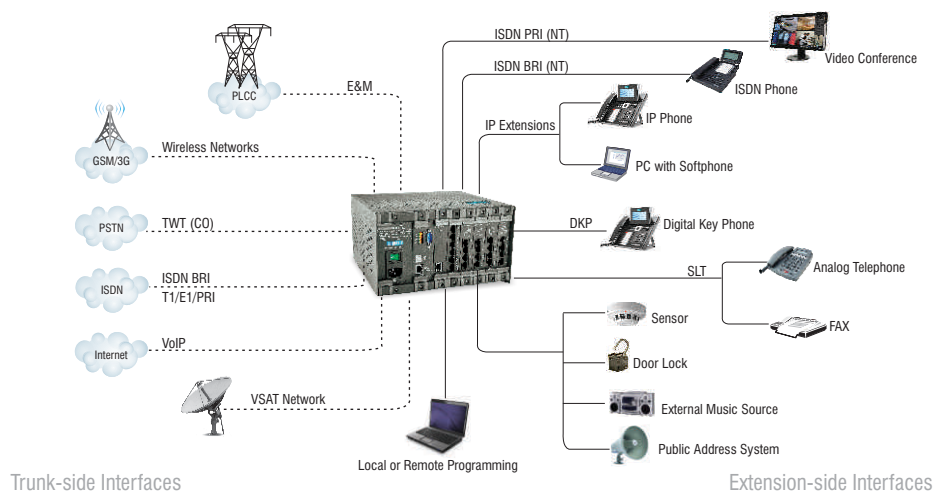 ISDN PRI (NT)
Video Conference
ISDN BRI (NT)
ISDN Phone
PLCC
E&M
IP Phone
IP Extensions
GSM/3G
Wireless Networks
PC with Softphone
PSTN
TWT (CO)
DKP
Digital Key Phone
SLT
Analog Telephone
ISDN
ISDN BRI
T1/E1/PRI
Sensor
FAX
Internet
VoIP
Door Lock
VSAT Network
External Music Source
Public Address System
Local or Remote Programming
Trunk-side Interfaces
Extension-side Interfaces